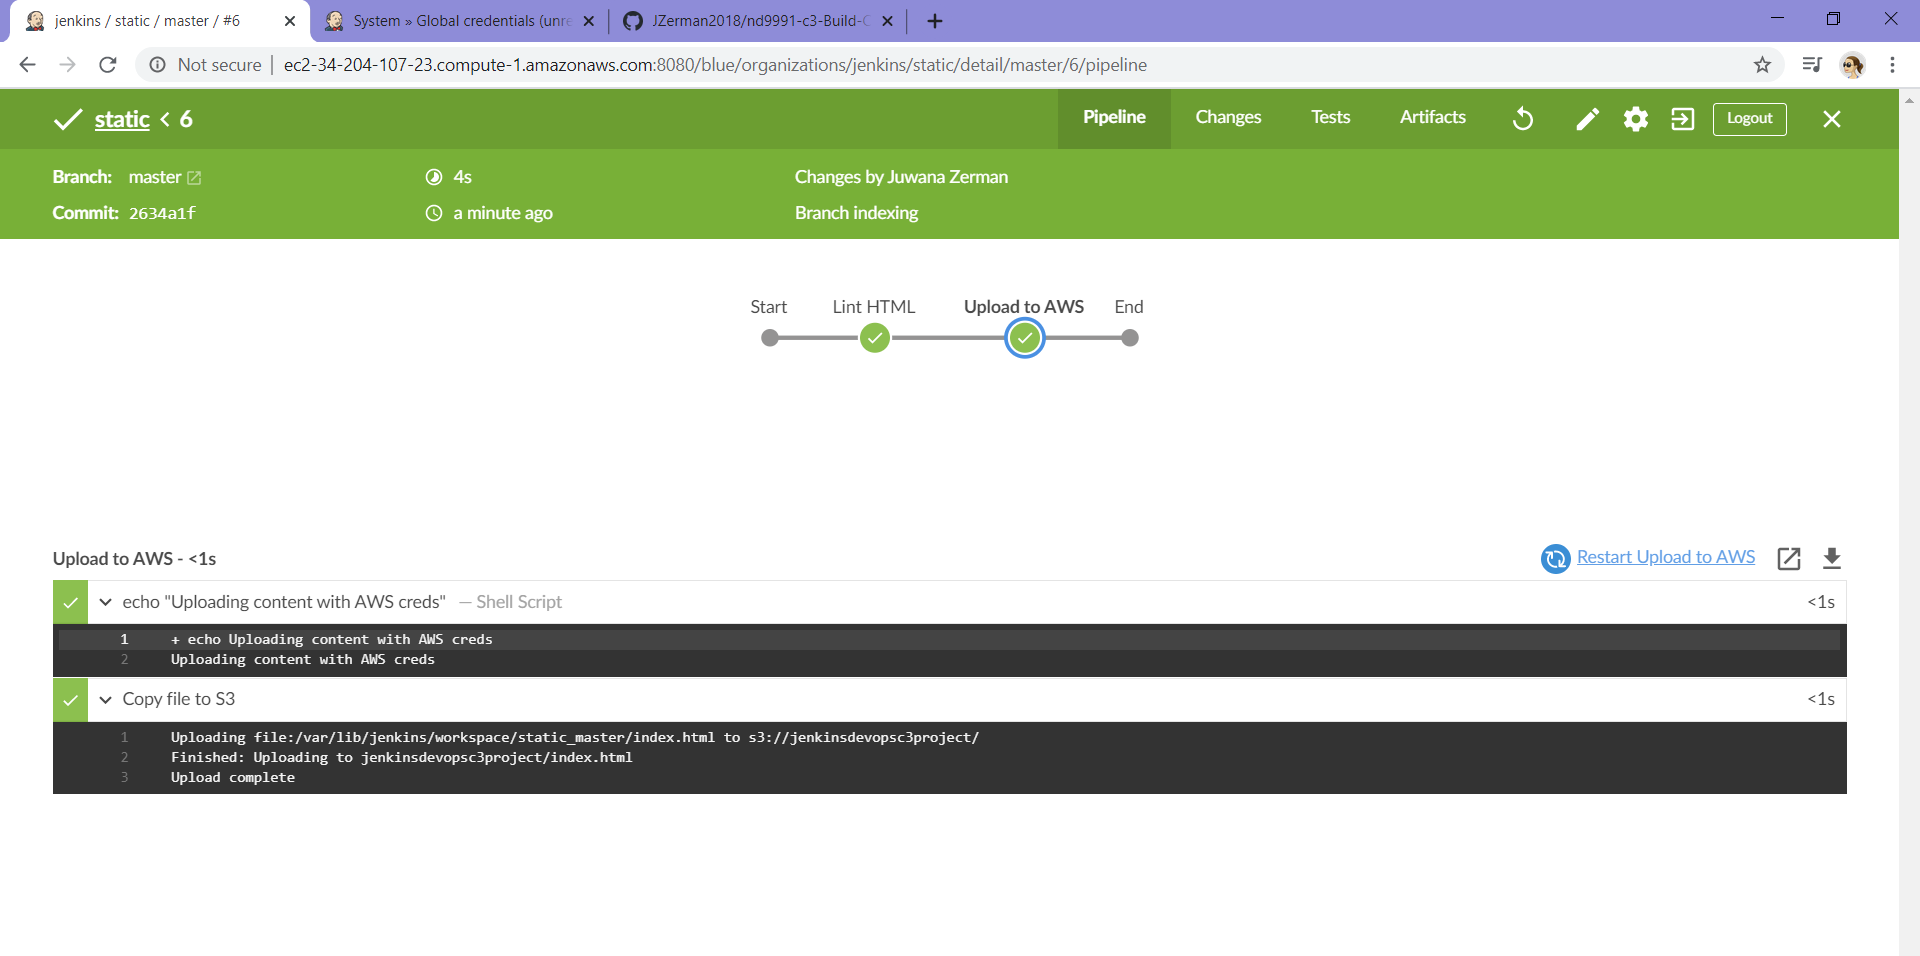 jenkins / static / master / #6
System » Global credentials (unre
JZerman2018/nd9991-c3-Build-C
Not secure
ec2-34-204-107-23.compute-1.amazonaws.com:8080/blue/organizations/jenkins/static/detail/master/6/pipeline
static < 6
Pipeline
Changes
Tests
Artifacts
Logout
Branch: master
4s
Changes by Juwana Zerman
Commit: 2634a1f
a minute ago
Branch indexing
Start
Lint HTML
Upload to AWS
End
Upload to AWS - <1s
Restart Upload to AWS
echo "Uploading content with AWS creds" — Shell Script
<1s
1 + echo Uploading content with AWS creds
2 Uploading content with AWS creds
Copy file to S3
<1s
1 Uploading file:/var/lib/jenkins/workspace/static_master/index.html to s3://jenkinsdevopsc3project/
2 Finished: Uploading to jenkinsdevopsc3project/index.html
3 Upload complete